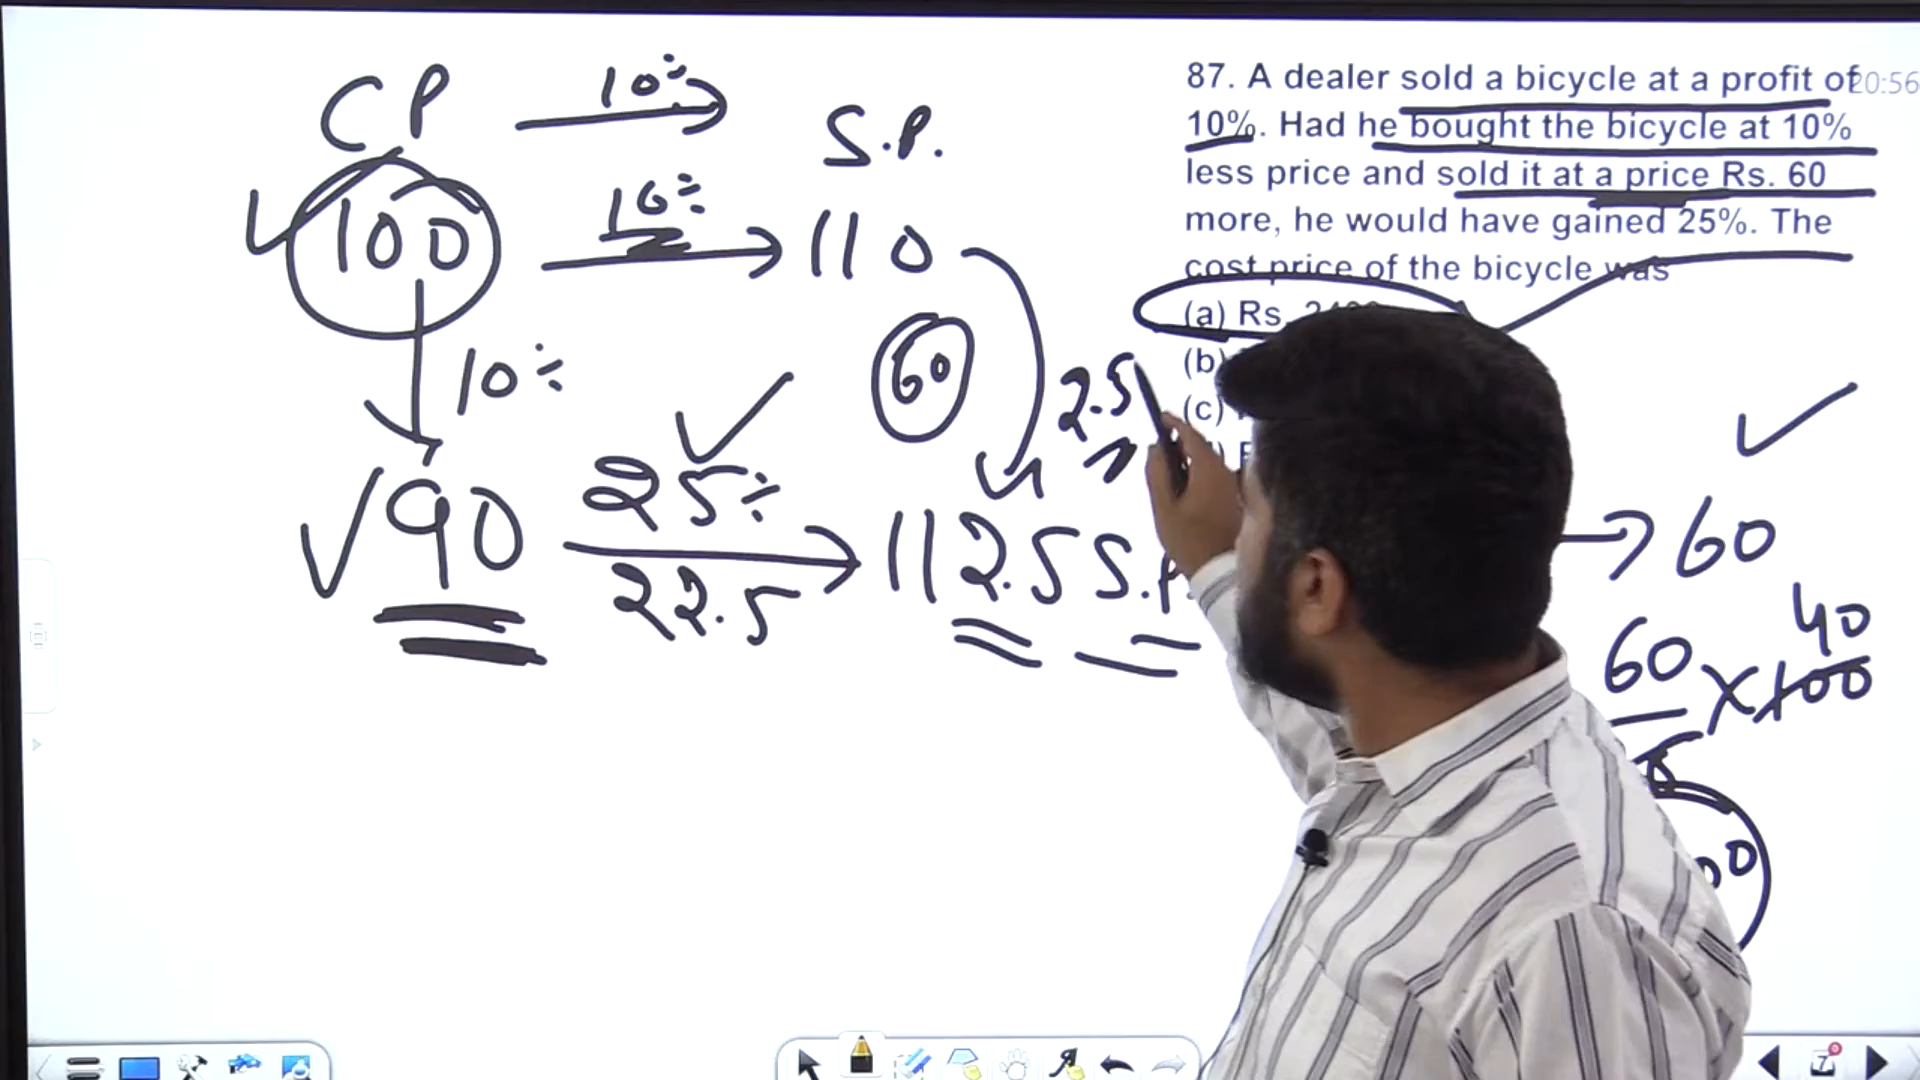 CP 10% S.P.
100 10% 110
10% 60 2.5
90 25% 112.5 S.P.
22.5
87. A dealer sold a bicycle at a profit of
20:56
10%. Had he bought the bicycle at 10%
less price and sold it at a price Rs. 60
more, he would have gained 25%. The
cost price of the bicycle was
(a) Rs.
(b)
(c)
60
40
60 × 100
5